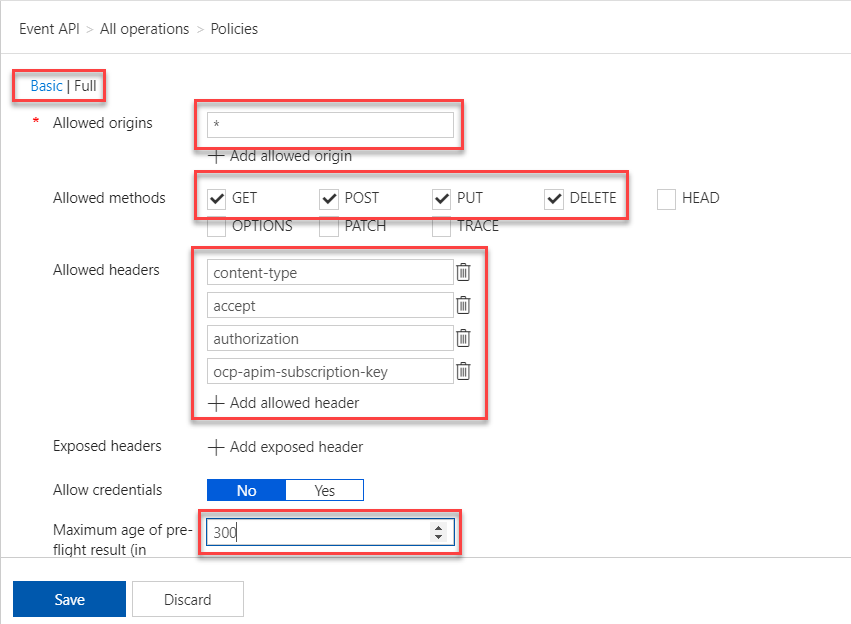 Event API > All operations > Policies
Basic | Full
* Allowed origins
*
Add allowed origin
Allowed methods
GET POST PUT DELETE HEAD
OPTIONS PATCH TRACE
Allowed headers
content-type
accept
authorization
ocp-apim-subscription-key
Add allowed header
Exposed headers
Add exposed header
Allow credentials
No Yes
Maximum age of pre-
flight result (in
300
Save Discard